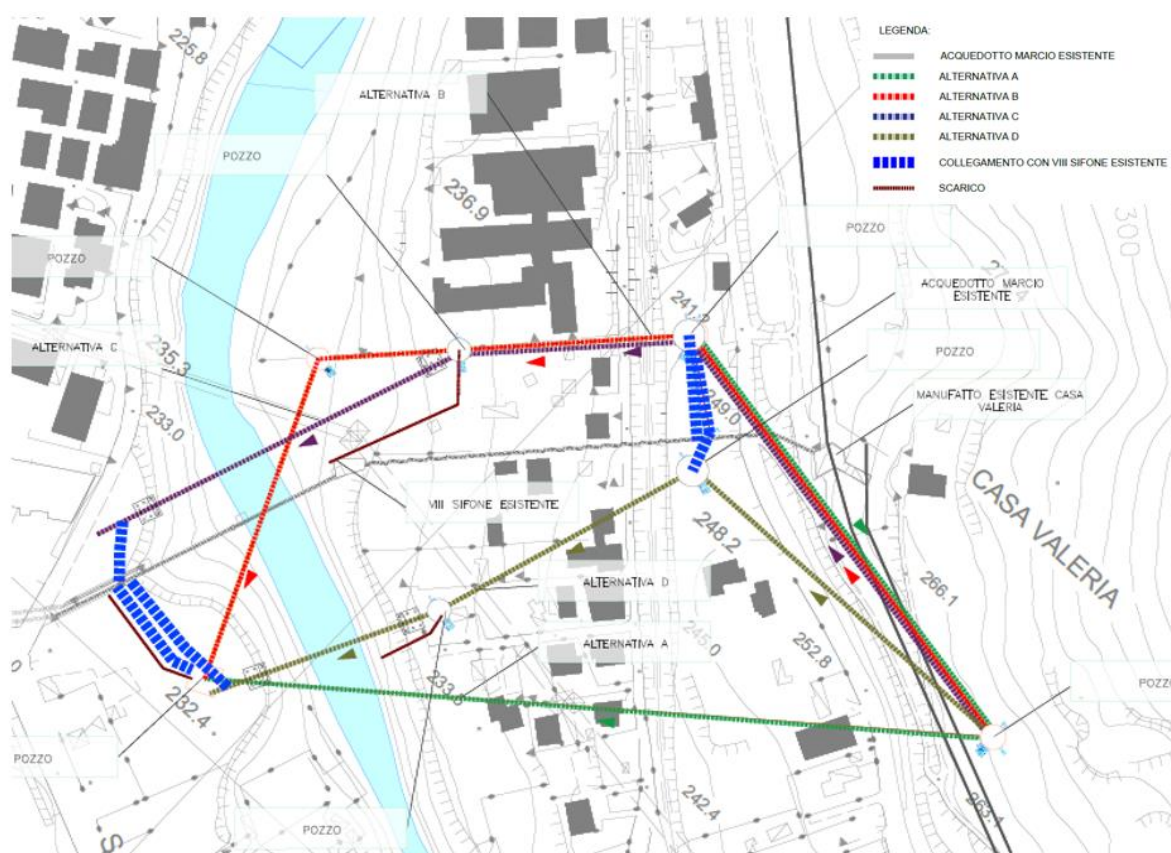 LEGENDA:
ACQUEDOTTO MARCIO ESISTENTE
ALTERNATIVA A
ALTERNATIVA B
ALTERNATIVA C
ALTERNATIVA D
COLLEGAMENTO CON VIII SIFONE ESISTENTE
SCARICO
225.8
ALTERNATIVA B
POZZO
236.9
POZZO
300
POZZO
ACQUEDOTTO MARCIO
ESISTENTE
241.3
ALTERNATIVA C
235.3
POZZO
MANUFATTO ESISTENTE CASA
VALERIA
249.0
233.0
CASA VALERIA
VIII SIFONE ESISTENTE
248.2
ALTERNATIVA D
266.1
ALTERNATIVA A
245.0
252.8
POZZO
232.4
POZZO
242.4
263.4
POZZO
S